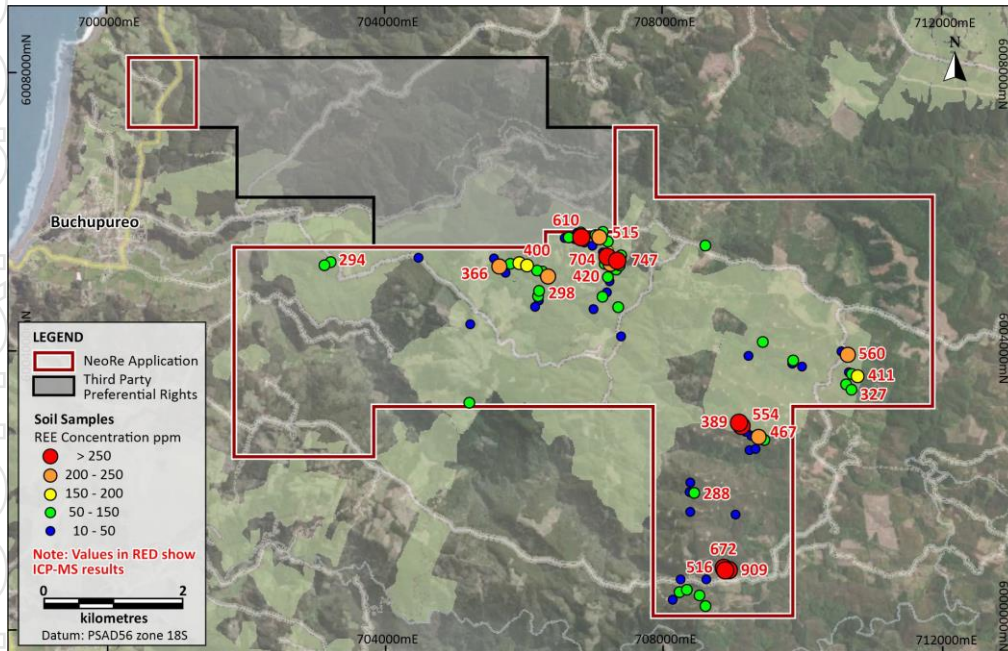 700000mE
704000mE
708000mE
712000mE
6008000mN
6008000mN
N
Buchupureo
610
515
400
704
747
294
366
420
298
560
411
327
389
554
467
288
672
516
909
6004000mN
6000000mN
LEGEND
NeoRe Application
Third Party
Preferential Rights
Soil Samples
REE Concentration ppm
> 250
200 - 250
150 - 200
50 - 150
10 - 50
Note: Values in RED show
ICP-MS results
0 2
kilometres
Datum: PSAD56 zone 18S
704000mE
708000mE
712000mE